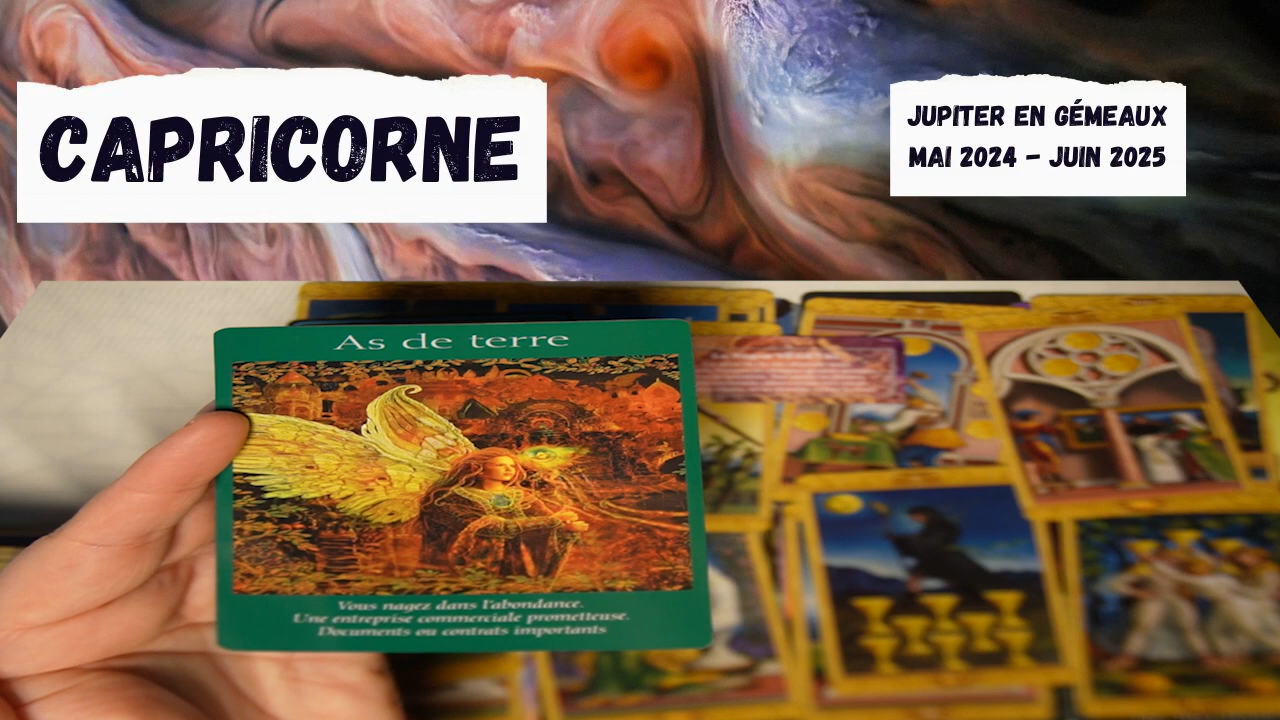 CAPRICORNE
JUPITER EN GÉMEAUX
MAI 2024 - JUIN 2025
As de terre
Vous nagez dans l'abondance.
Une entreprise commerciale prometteuse.
Documents ou contrats importants